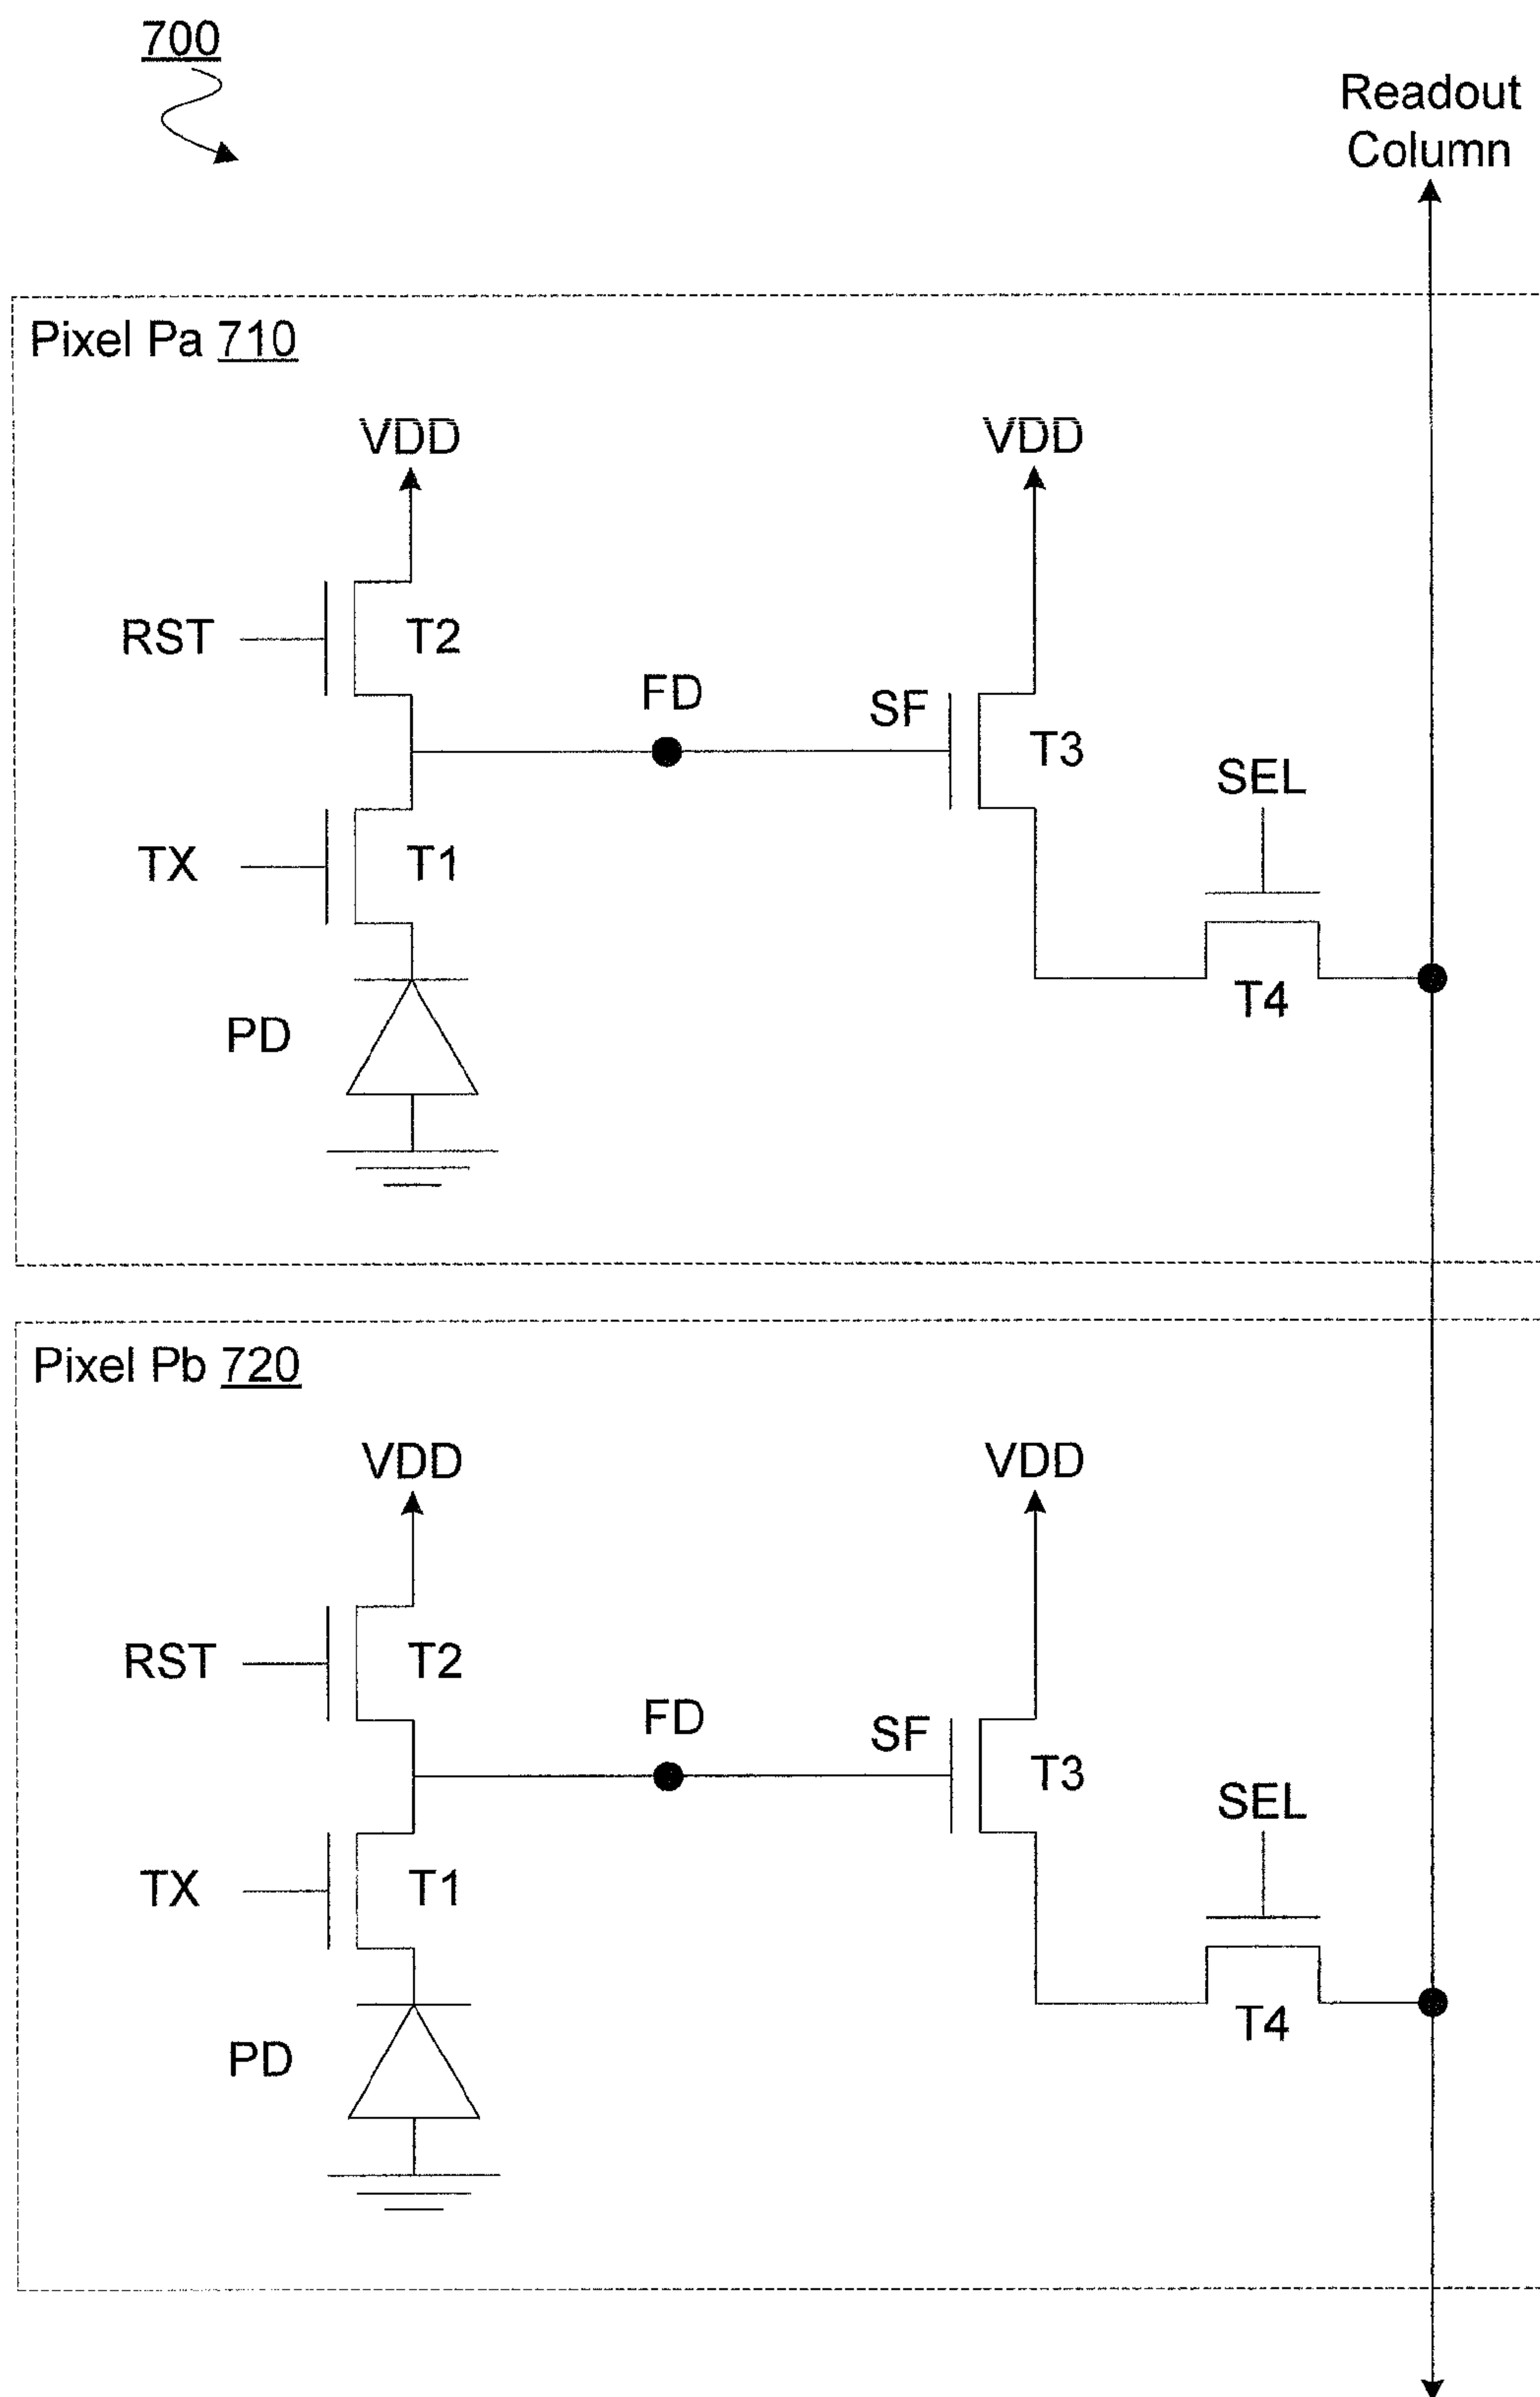 700
Readout
Column
Pixel Pa 710
VDD
VDD
RST
T2
FD
SF
T3
SEL
TX
T1
T4
PD
Pixel Pb 720
VDD
VDD
RST
T2
FD
SF
T3
SEL
TX
T1
T4
PD